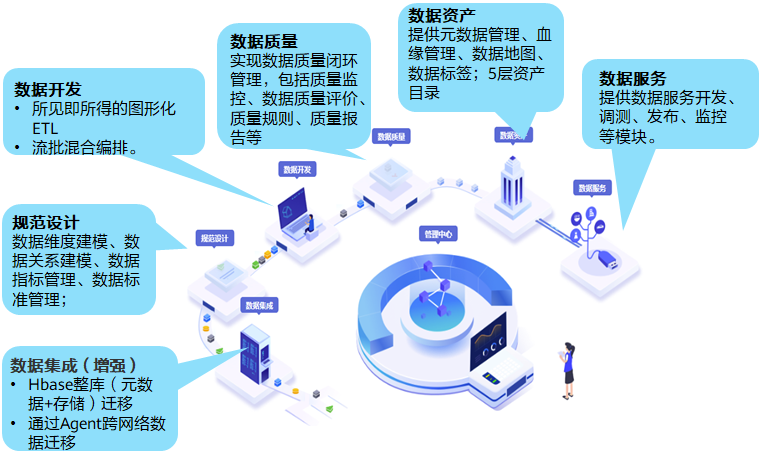 数据资产
提供元数据管理、血
缘管理、数据地图、
数据标签；5层资产
目录
数据质量
实现数据质量闭环
管理，包括质量监
控、数据质量评价、
质量规则、质量报
告等
数据服务
提供数据服务开发、
调测、发布、监控
等模块。
数据开发
• 所见即所得的图形化
ETL
• 流批混合编排。
规范设计
数据维度建模、数
据关系建模、数据
指标管理、数据标
准管理；
数据集成（增强）
• Hbase整库（元数
据+存储）迁移
• 通过Agent跨网络数
据迁移
数据质量
数据资
数据开发
数据服务
规范设计
管理中心
数据集成